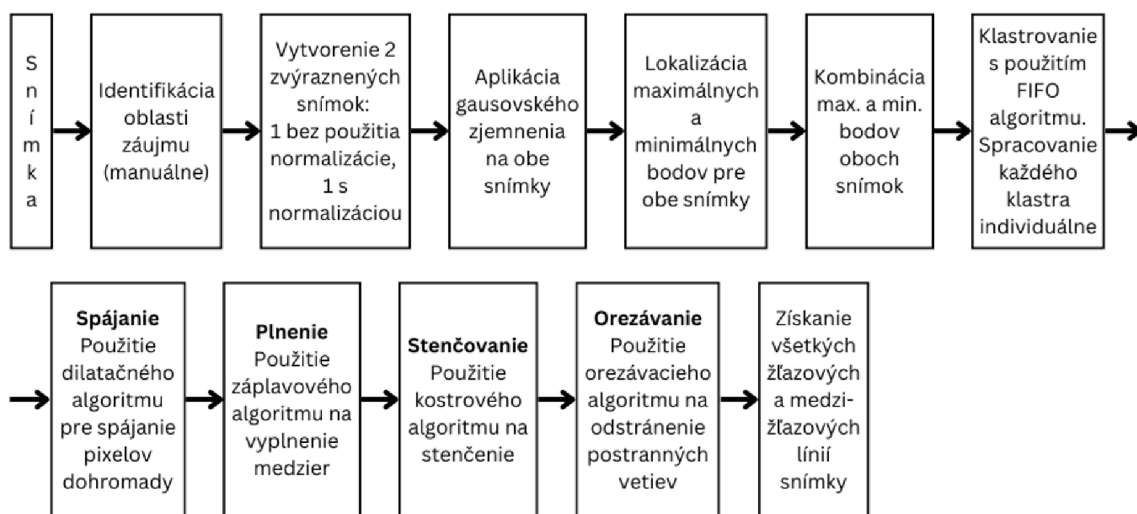 S
n
í
m
k
a
Identifikácia
oblasti
záujmu
(manuálne)
Vytvorenie 2
zvýraznených
snímok:
1 bez použitia
normalizácie,
1 s
normalizáciou
Aplikácia
gausovského
zjemnenia
na obe
snímky
Lokalizácia
maximálnych
a
minimálnych
bodov pre
obe snímky
Kombinácia
max. a min.
bodov
oboch
snímok
Klastrovanie
s použitím
FIFO
algoritmu.
Spracovanie
každého
klastra
individuálne
Spájanie
Použitie
dilatačného
algoritmu
pre spájanie
pixelov
dohromady
Plnenie
Použitie
záplavového
algoritmu na
vyplnenie
medzier
Stenčovanie
Použitie
kostrového
algoritmu na
stenčenie
Orezávanie
Použitie
orezávacieho
algoritmu na
odstránenie
postranných
vetiev
Získanie
všetkých
žľazových
a medzi-
žľazových
línií
snímky